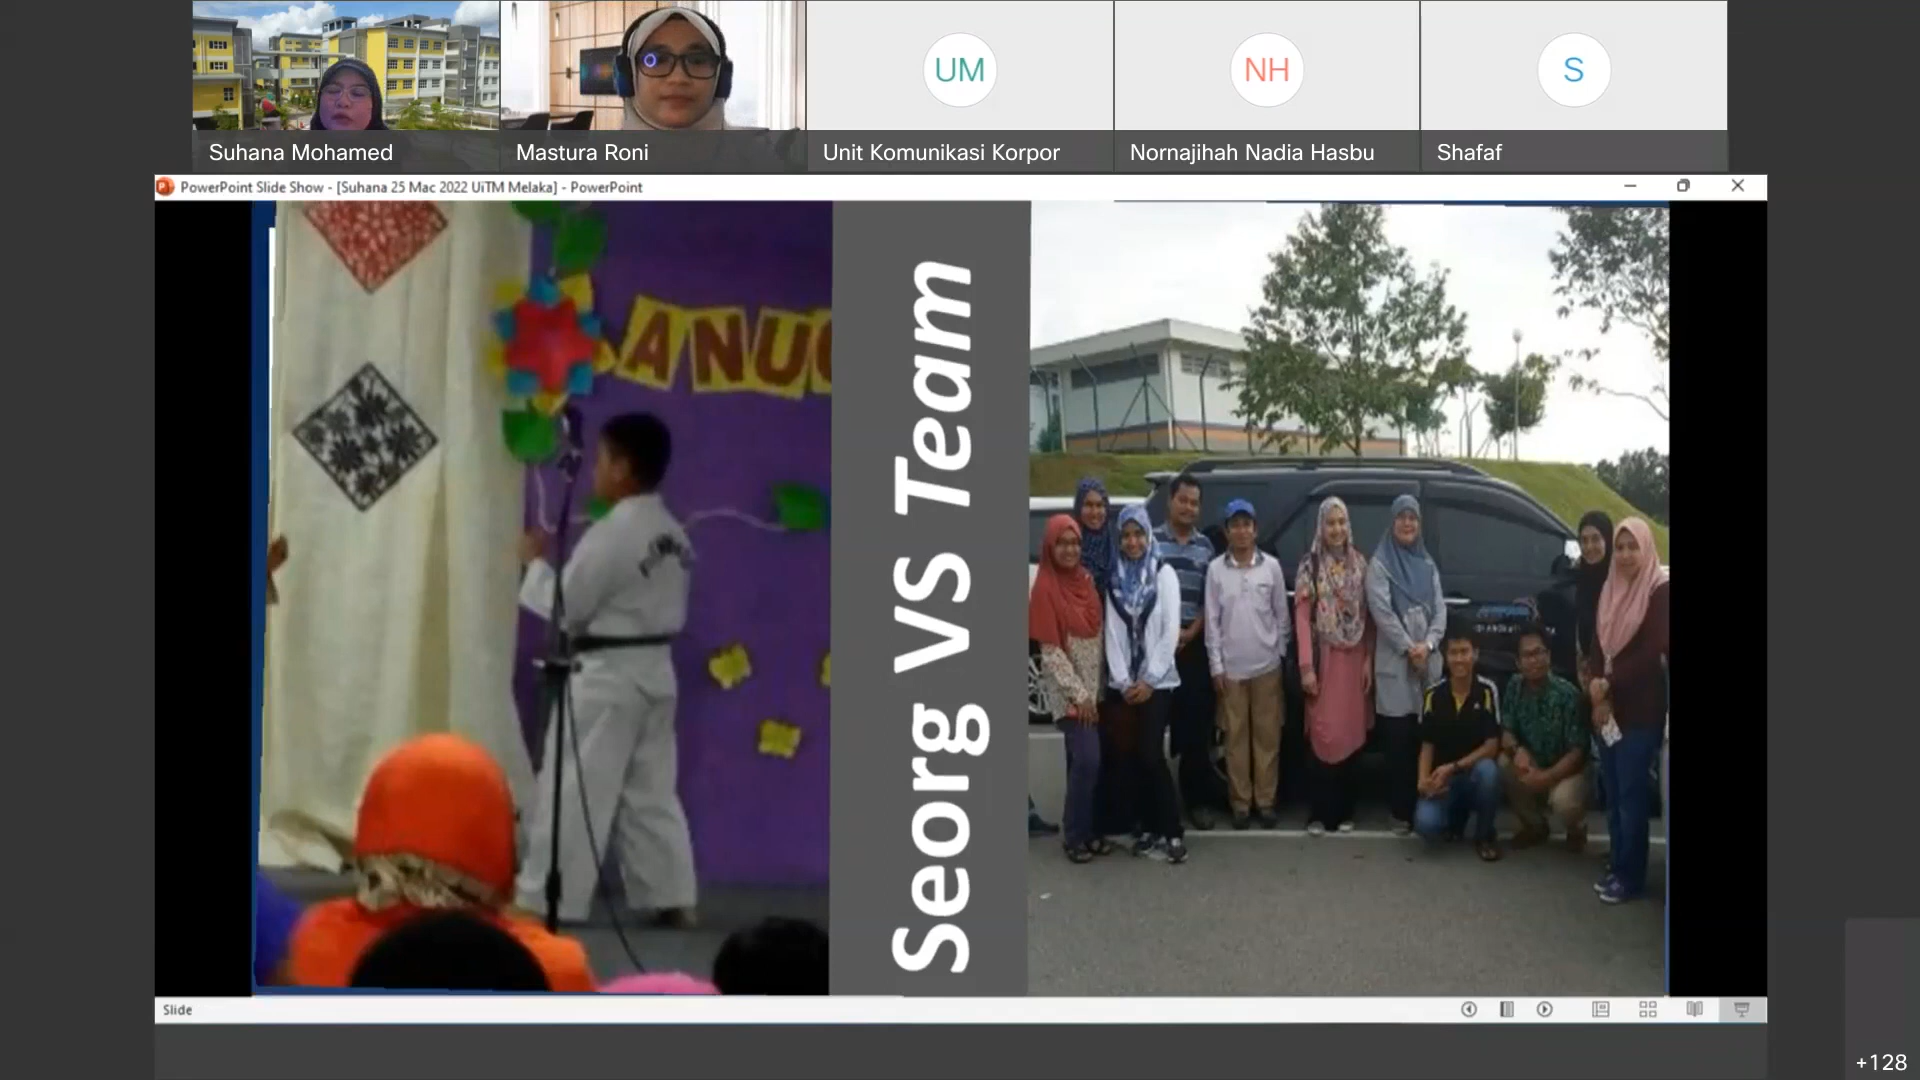 UM
NH
S
Suhana Mohamed
Mastura Roni
Unit Komunikasi Korpor
Nornajihah Nadia Hasbu
Shafaf
PowerPoint Slide Show - [Suhana 25 Mac 2022 UiTM Melaka] - PowerPoint
ANU
Seorg VS Team
Slide
+128